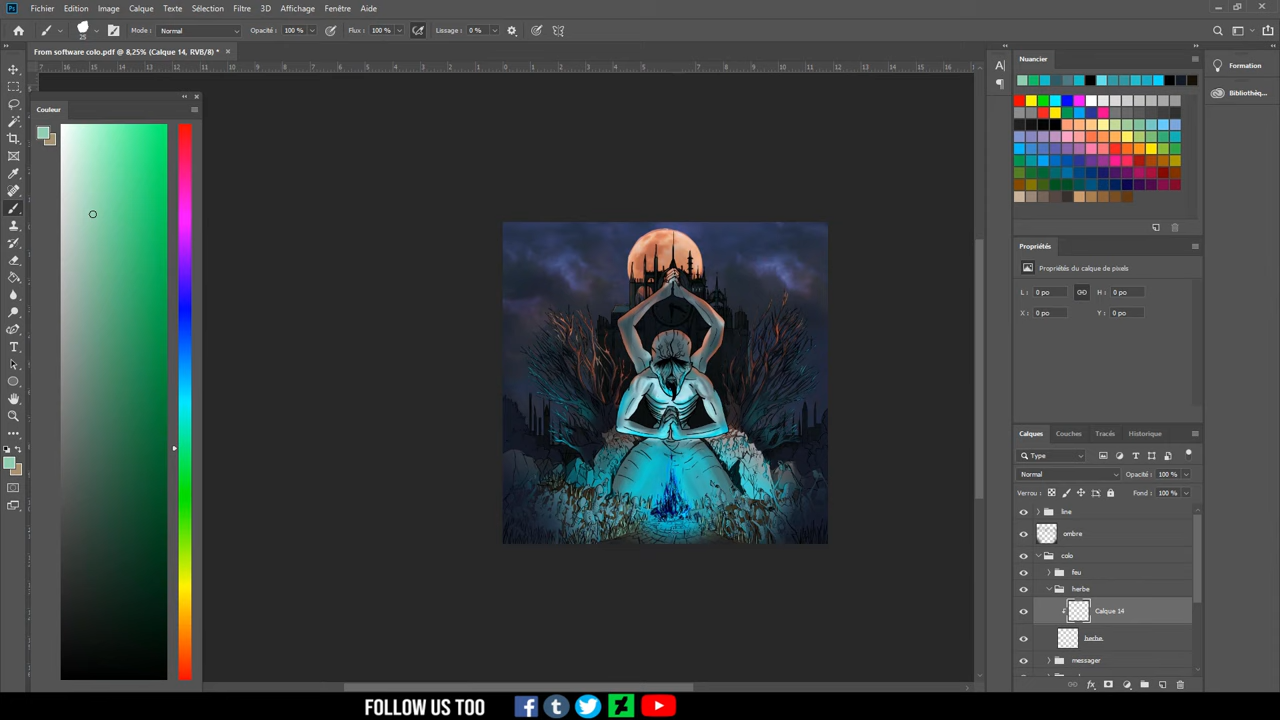 Ps Fichier Edition Image Calque Texte Sélection Filtre 3D Affichage Fenêtre Aide
25 Mode : Normal Opacité : 100 % Flux : 100 % Lissage : 0 %
From software colo.pdf @ 8,25% (Calque 14, RVB/8) *
Couleur
Nuancier
Formation
Bibliothèq...
Propriétés
Propriétés du calque de pixels
L : 0 po H : 0 po
X : 0 po Y : 0 po
Calques Couches Tracés Historique
Type
Normal Opacité : 100 %
Verrou : Fond : 100 %
line
ombre
colo
feu
herbe
Calque 14
messager
FOLLOW US TOO